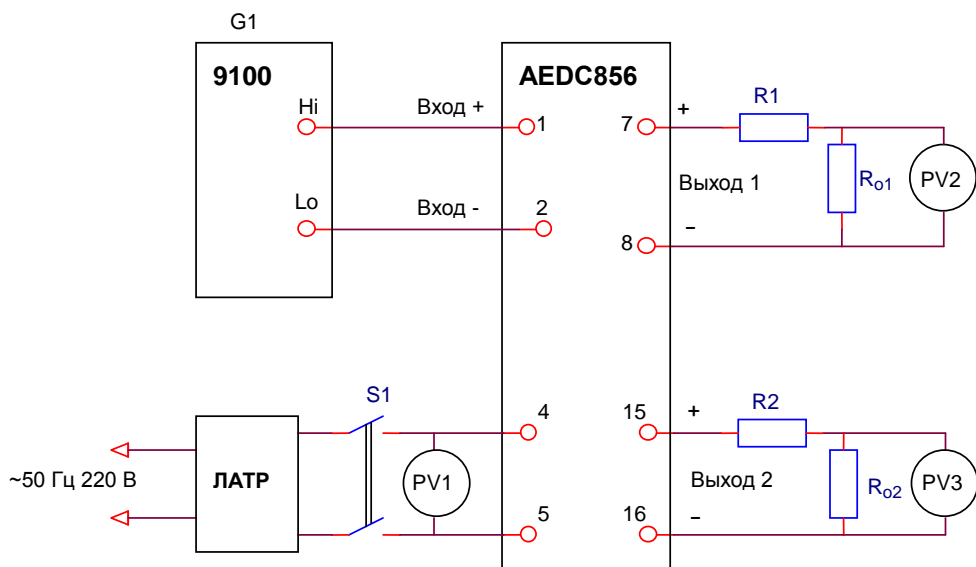 G1
9100
AEDC856
Hi
Вход +
1
7
+
R1
Lo
Вход -
2
Выход 1
Ro1
PV2
8
–
S1
4
15
+
R2
~50 Гц 220 В
ЛАТР
PV1
Выход 2
Ro2
PV3
5
16
–